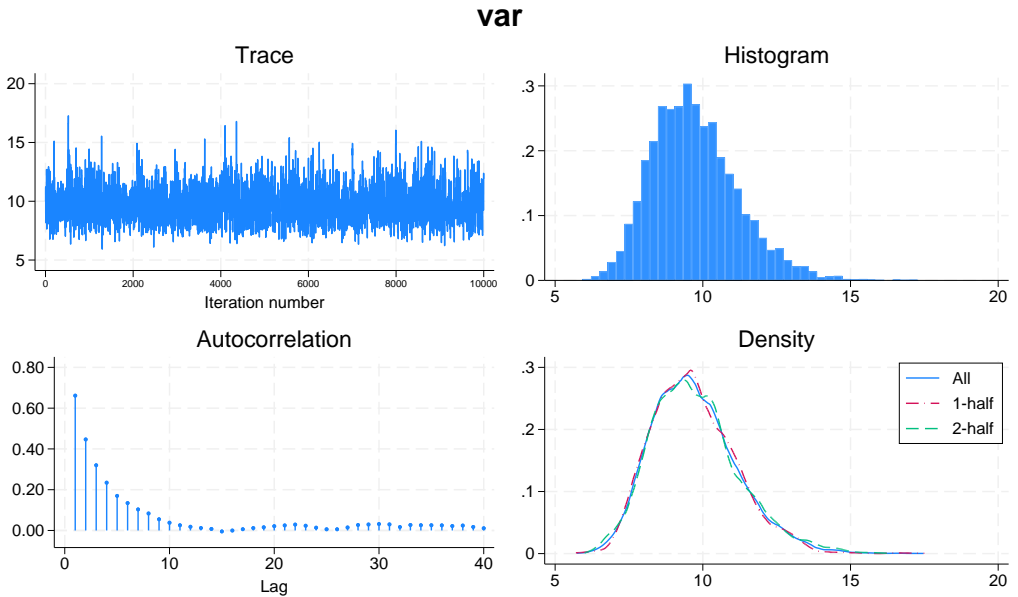 var
Trace
20
15
10
5
0 2000 4000 6000 8000 10000
Iteration number
Histogram
.3
.2
.1
0
5 10 15 20
Autocorrelation
0.80
0.60
0.40
0.20
0.00
0 10 20 30 40
Lag
Density
.3
.2
.1
0
5 10 15 20
All
1-half
2-half